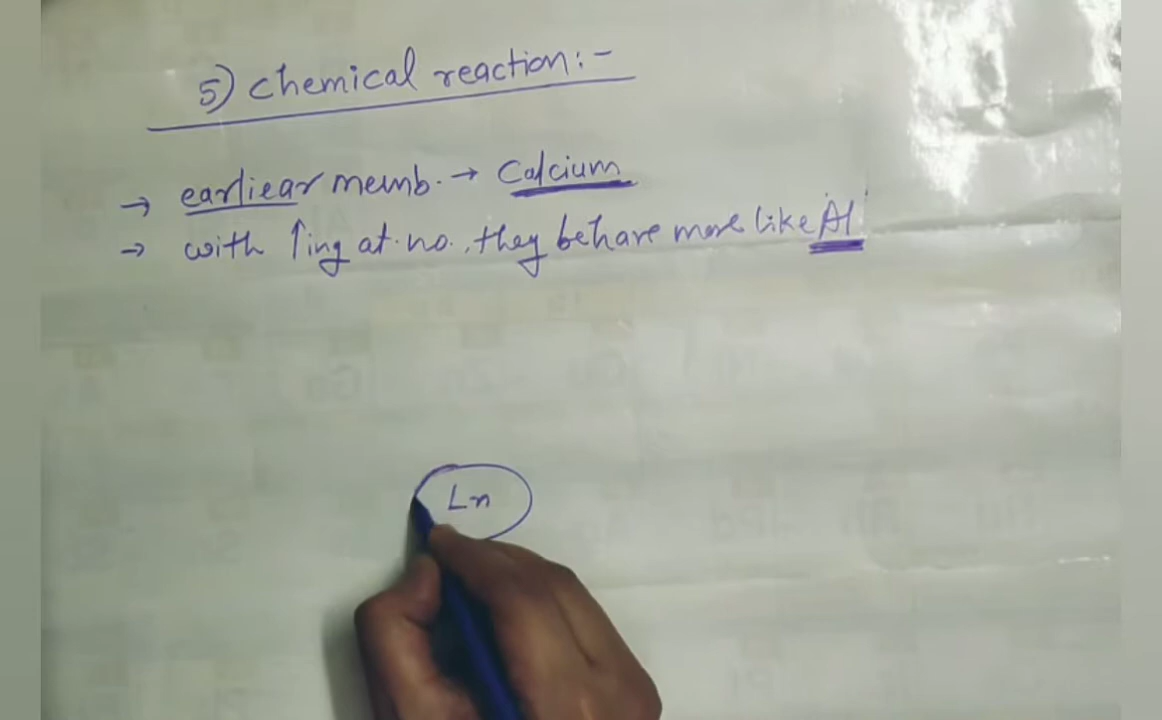 5) chemical reaction:-
→ earliear memb. → Calcium
→ with ↑ing at. no. they behave more like Al
Ln